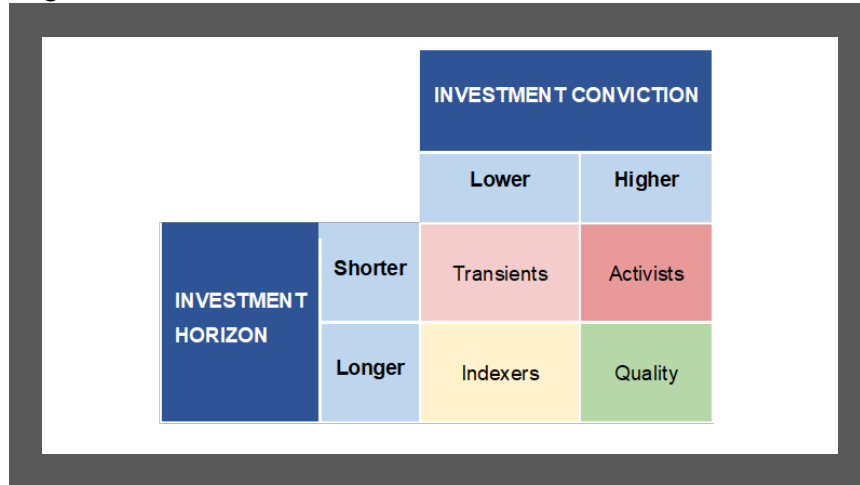 INVESTMENT CONVICTION
Lower Higher
Shorter Transients Activists
INVESTMENT
HORIZON
Longer Indexers Quality